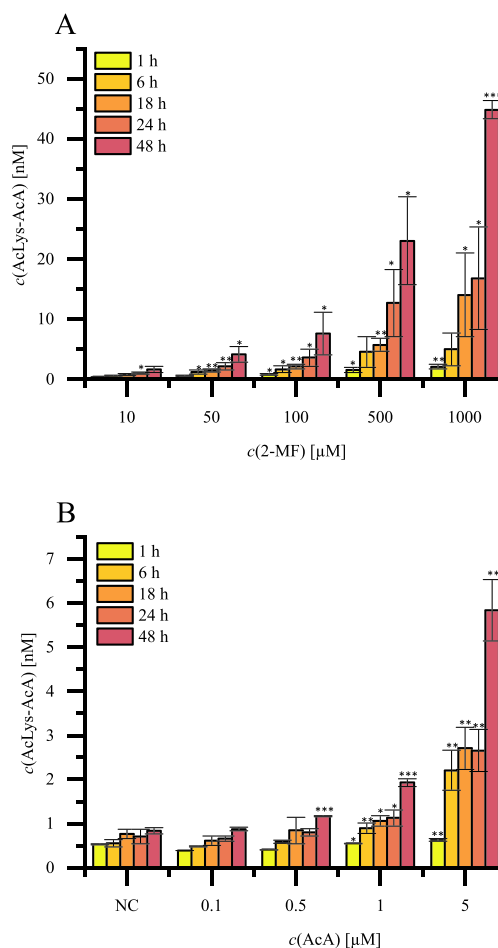 A
1 h
6 h
18 h
24 h
48 h
c(AcLys-AcA) [nM]
50
40
30
20
10
0
* * * ** ** * * * ** ** * * * ** * * ** * * ***
10 50 100 500 1000
c(2-MF) [µM]
B
1 h
6 h
18 h
24 h
48 h
c(AcLys-AcA) [nM]
7
6
5
4
3
2
1
0
*** * ** * * *** ** ** ** ** **
NC 0.1 0.5 1 5
c(AcA) [µM]